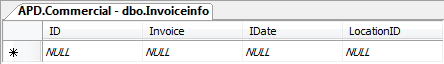 APD.Commercial - dbo.Invoiceinfo
ID Invoice IDate LocationID
NULL NULL NULL NULL